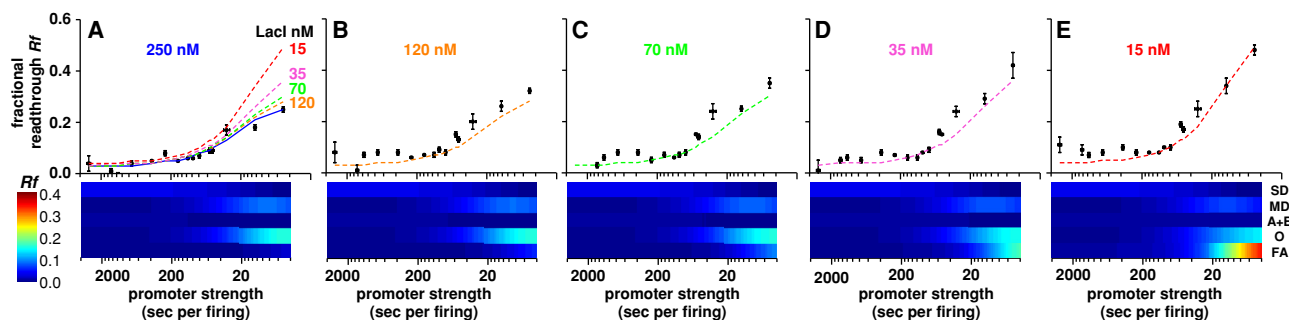 A B C D E
LacI nM
250 nM 120 nM 70 nM 35 nM 15 nM
15
35
70
120
fractional
readthrough Rf
0.6
0.4
0.2
0.0
Rf
0.4
0.3
0.2
0.1
0.0
SD
MD
A+B
O
FA
2000 200 20 2000 200 20 2000 200 20 2000 200 20 2000 200 20
promoter strength promoter strength promoter strength promoter strength promoter strength
(sec per firing) (sec per firing) (sec per firing) (sec per firing) (sec per firing)